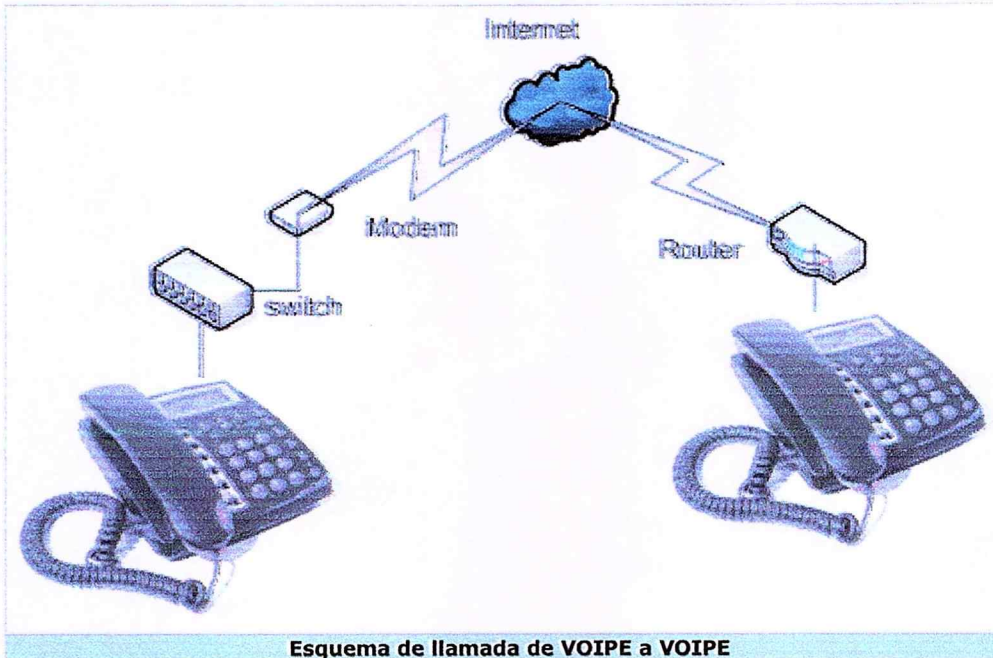 Internet
Modem
Router
switch
Esquema de llamada de VOIPE a VOIPE